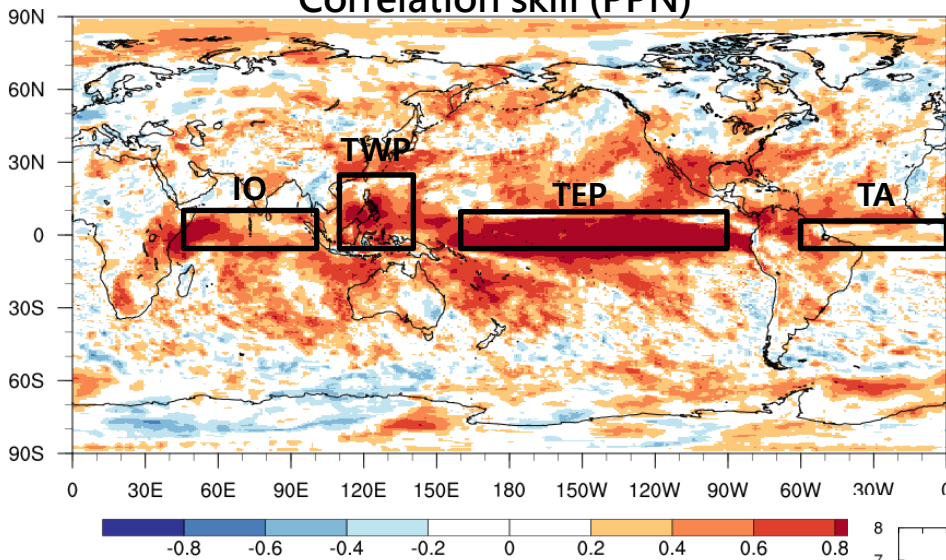 Correlation skill (PPN)
90N
60N
30N
0
30S
60S
90S
TWP
IO
TEP
TA
0 30E 60E 90E 120E 150E 180 150W 120W 90W 60W 30W 0
-0.8 -0.6 -0.4 -0.2 0 0.2 0.4 0.6 0.8
8
7